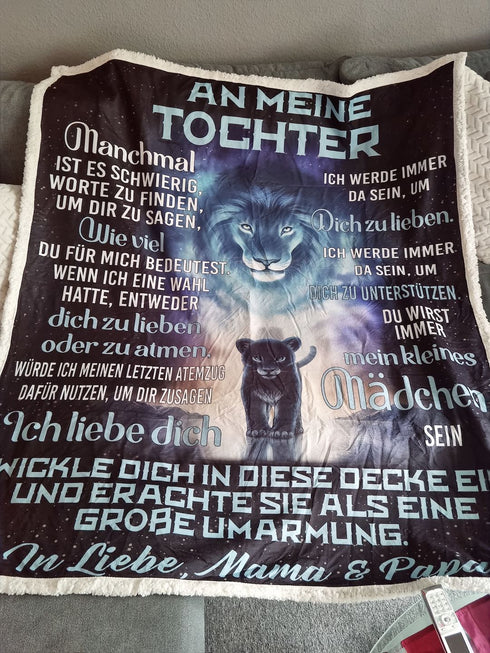 AN MEINE
TOCHTER
Manchmal
IST ES SCHWIERIG,
WORTE ZU FINDEN,
UM DIR ZU SAGEN,
Wie viel
DU FÜR MICH BEDEUTEST.
WENN ICH EINE WAHL
HATTE, ENTWEDER
dich zu lieben
oder zu atmen.
WÜRDE ICH MEINEN LETZTEN ATEMZUG
DAFÜR NUTZEN, UM DIR ZUSAGEN
Ich liebe dich
ICH WERDE IMMER
DA SEIN, UM
Dich zu lieben.
ICH WERDE IMMER
DA SEIN, UM
DICH ZU UNTERSTÜTZEN.
DU WIRST
IMMER
mein kleines
Mädchen
SEIN
WICKLE DICH IN DIESE DECKE EI
UND ERACHTE SIE ALS EINE
GROßE UMARMUNG.
In Liebe, Mama & Papa